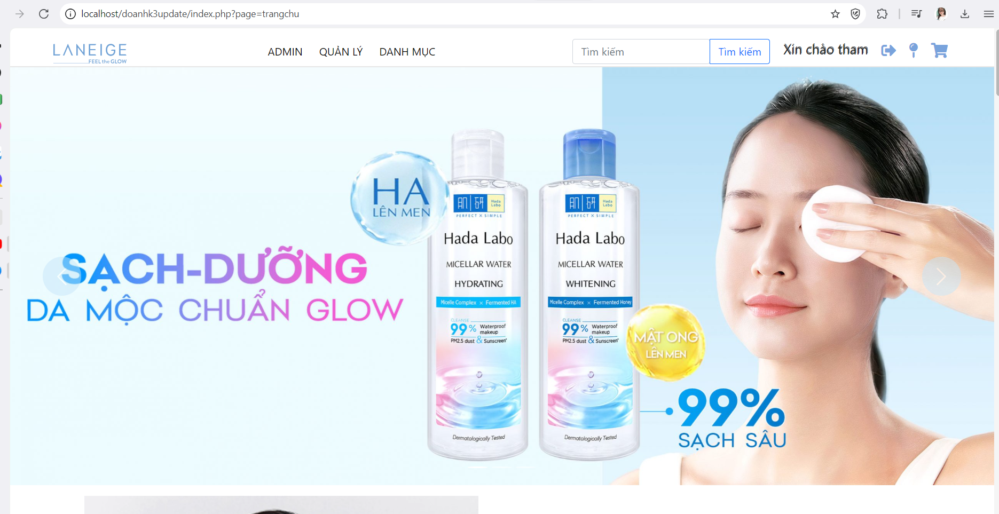 localhost/doanhk3update/index.php?page=trangchu
LANEIGE
FEEL the GLOW
ADMIN QUẢN LÝ DANH MỤC
Tìm kiếm Tìm kiếm
Xin chào tham
HA
LÊN MEN
SẠCH-DƯỠNG
DA MỘC CHUẨN GLOW
肌研 Hada Labo
PERFECT X SIMPLE
Hada Labo
MICELLAR WATER
HYDRATING
Micelle Complex × Fermented HA
CLEANSE
99% Waterproof makeup
PM2.5 dust & Sunscreen*
Dermatologically Tested
肌研 Hada Labo
PERFECT X SIMPLE
Hada Labo
MICELLAR WATER
WHITENING
Micelle Complex × Fermented Honey
CLEANSE
99% Waterproof makeup
PM2.5 dust & Sunscreen*
Dermatologically Tested
MẬT ONG
LÊN MEN
99%
SẠCH SÂU